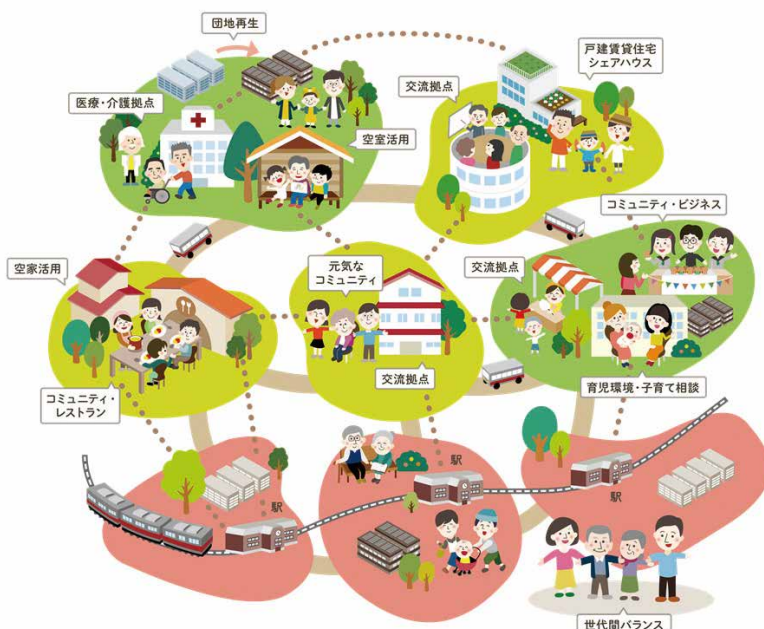 団地再生
戸建賃貸住宅
シェアハウス
交流拠点
医療・介護拠点
空室活用
コミュニティ・ビジネス
空家活用
元気な
コミュニティ
交流拠点
交流拠点
育児環境・子育て相談
コミュニティ・
レストラン
駅
駅
駅
世代間バランス